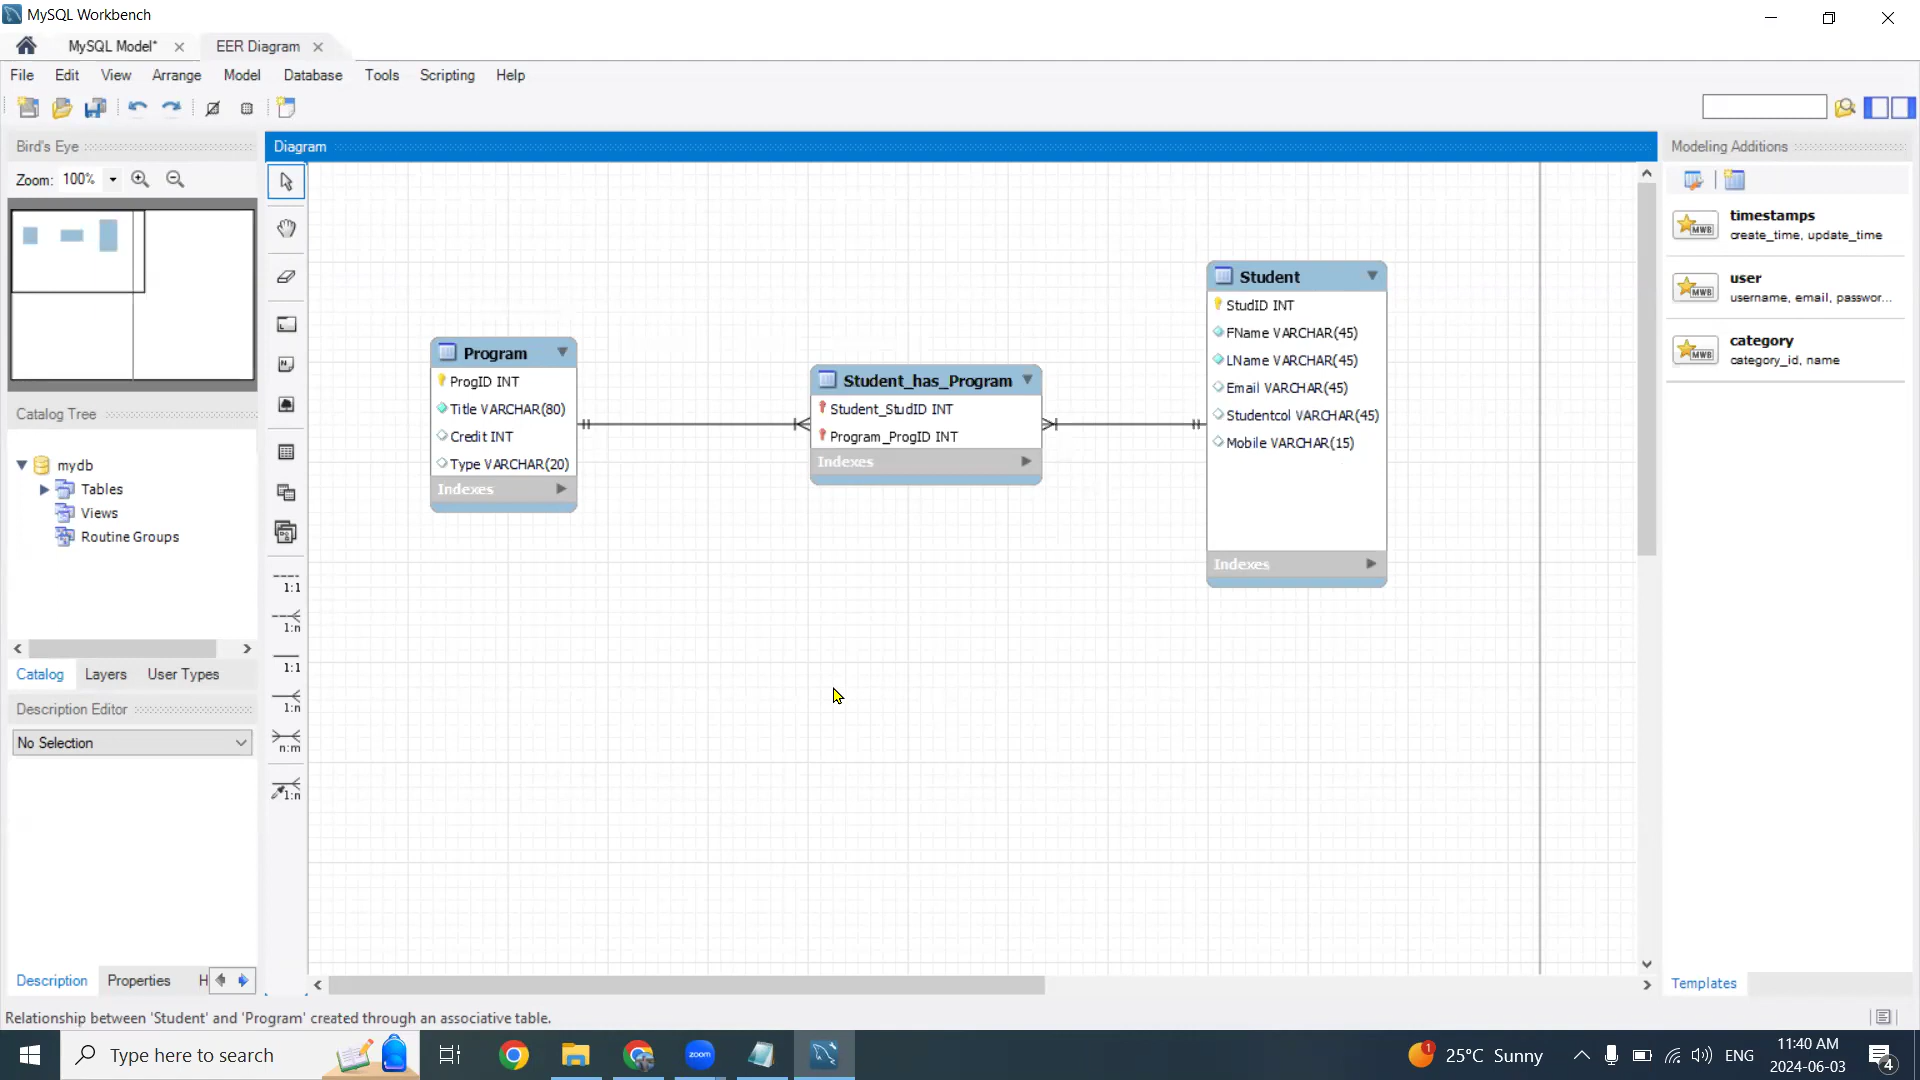 MySQL Workbench
MySQL Model*
EER Diagram
File Edit View Arrange Model Database Tools Scripting Help
Bird's Eye
Zoom: 100%
Catalog Tree
mydb
Tables
Views
Routine Groups
Catalog Layers User Types
Description Editor
No Selection
Description Properties H
Diagram
1:1
1:n
1:1
1:n
n:m
1:n
Program
ProgID INT
Title VARCHAR(80)
Credit INT
Type VARCHAR(20)
Indexes
Student_has_Program
Student_StudID INT
Program_ProgID INT
Indexes
Student
StudID INT
FName VARCHAR(45)
LName VARCHAR(45)
Email VARCHAR(45)
Studentcol VARCHAR(45)
Mobile VARCHAR(15)
Indexes
Modeling Additions
MWB
timestamps
create_time, update_time
MWB
user
username, email, passwor...
MWB
category
category_id, name
Templates
Relationship between 'Student' and 'Program' created through an associative table.
Type here to search
zoom
1
25°C Sunny
ENG
11:40 AM
2024-06-03
4